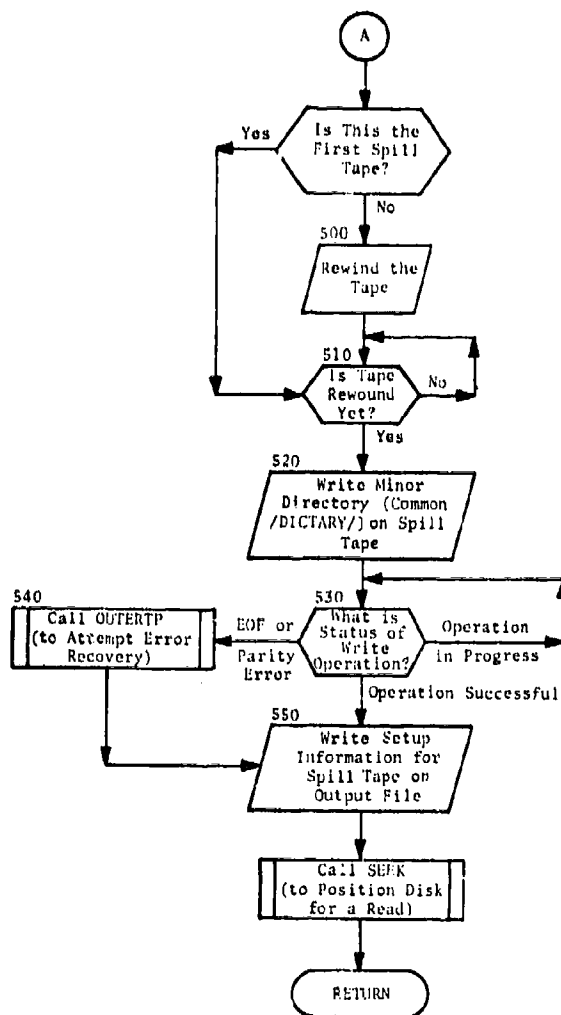 A
Is This the
First Spill
Tape?
Yes
No
500
Rewind the
Tape
510
Is Tape
Rewound
Yet?
No
Yes
520
Write Minor
Directory (Common
/DICTARY/) on Spill
Tape
530
What is
Status of
Write
Operation?
540
Call OUTERTP
(to Attempt Error
Recovery)
EOF or
Parity
Error
Operation
in Progress
Operation Successful
550
Write Setup
Information for
Spill Tape on
Output File
Call SEEK
(to Position Disk
for a Read)
RETURN